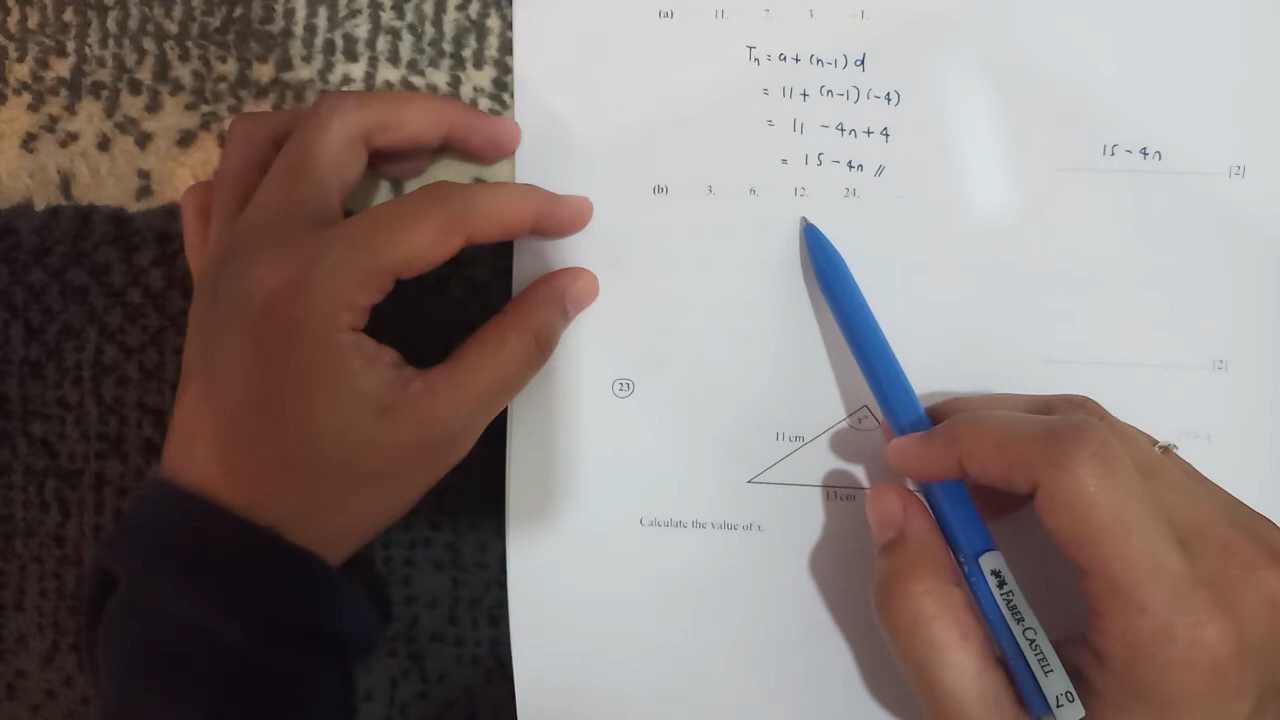 (a) 11, 7, 3, -1,
Tn = a + (n-1) d
= 11 + (n-1) (-4)
= 11 - 4n + 4
= 15 - 4n //
15 - 4n [2]
(b) 3, 6, 12, 24,
[2]
23
11 cm
x°
13 cm
Calculate the value of x.
FABER-CASTELL
0.7